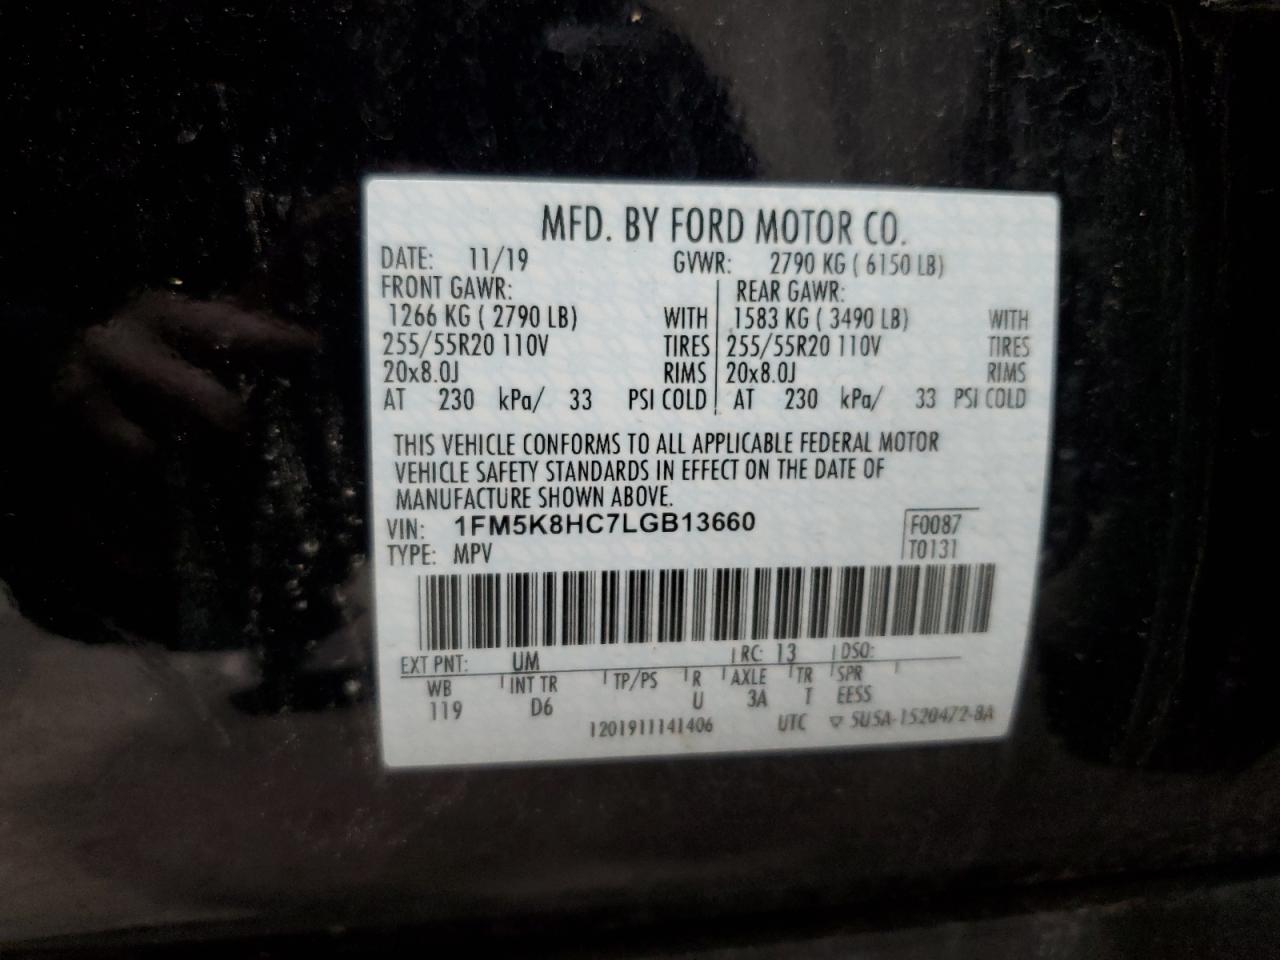 MFD. BY FORD MOTOR CO.
DATE: 11/19 GVWR: 2790 KG ( 6150 LB)
FRONT GAWR: REAR GAWR:
1266 KG ( 2790 LB) WITH 1583 KG ( 3490 LB) WITH
255/55R20 110V TIRES 255/55R20 110V TIRES
20x8.0J RIMS 20x8.0J RIMS
AT 230 kPa/ 33 PSI COLD AT 230 kPa/ 33 PSI COLD
THIS VEHICLE CONFORMS TO ALL APPLICABLE FEDERAL MOTOR
VEHICLE SAFETY STANDARDS IN EFFECT ON THE DATE OF
MANUFACTURE SHOWN ABOVE.
VIN: 1FM5K8HC7LGB13660 F0087
TYPE: MPV T0131
EXT PNT: UM RC: 13 DSO:
WB INT TR TP/PS R AXLE TR SPR
119 D6 U 3A T EESS
1201911141406 UTC ▽ 5U5A-1520472-8A